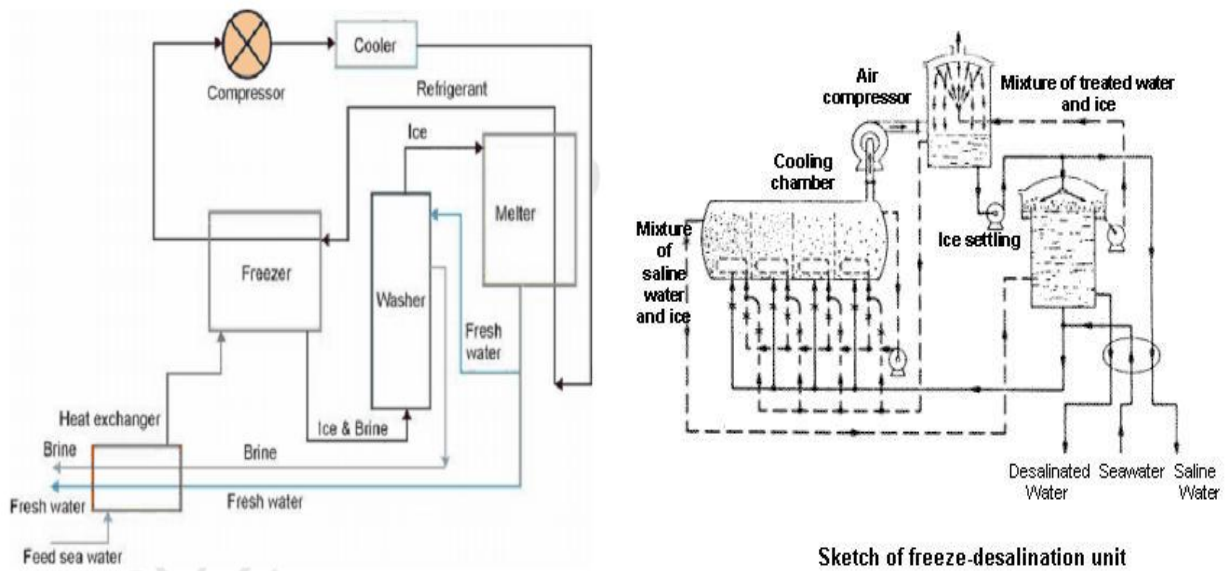 Cooler
Compressor
Refrigerant
Ice
Melter
Freezer
Washer
Fresh
water
Heat exchanger
Ice & Brine
Brine
Brine
Fresh water
Fresh water
Feed sea water
Air
compressor
Mixture of treated water
and ice
Cooling
chamber
Mixture
of
saline
water
and ice
Ice settling
Desalinated
Water
Seawater
Saline
Water
Sketch of freeze-desalination unit